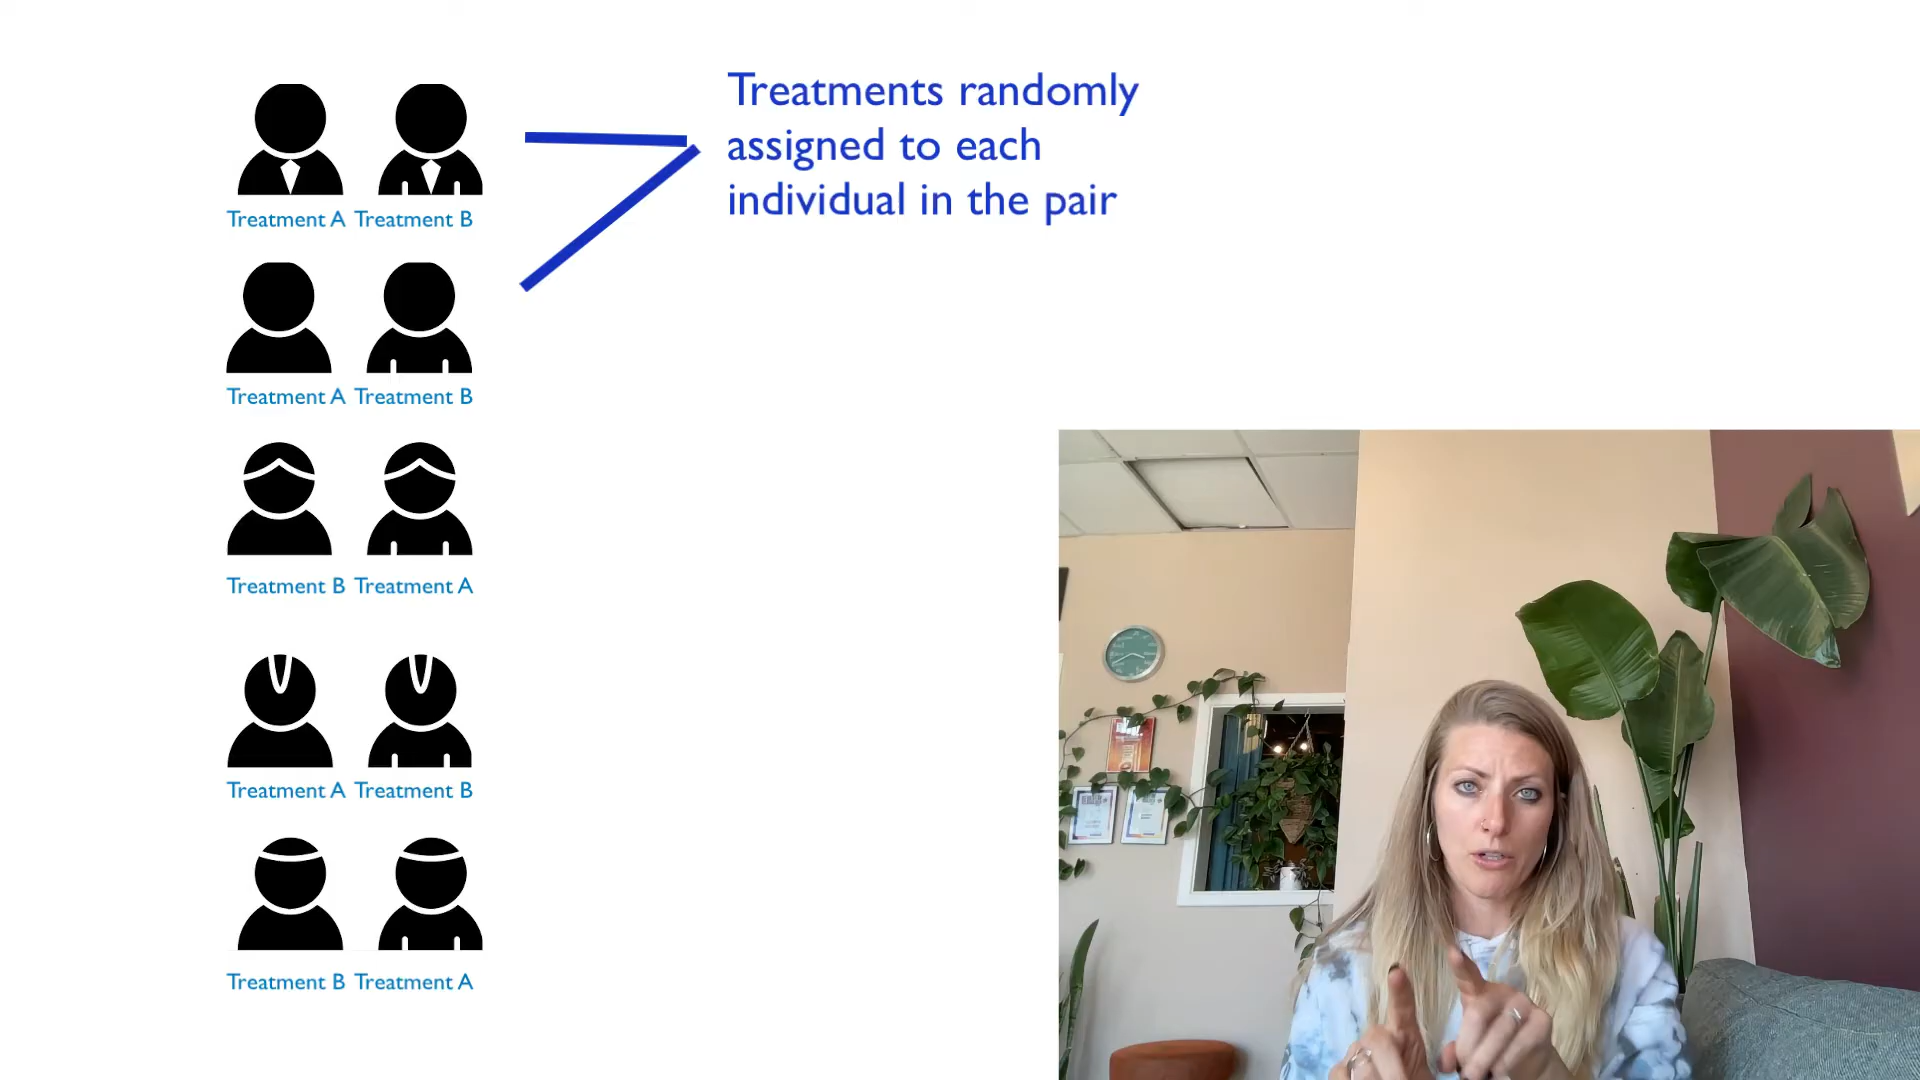 Treatments randomly
assigned to each
individual in the pair
Treatment A Treatment B
Treatment A Treatment B
Treatment B Treatment A
Treatment A Treatment B
Treatment B Treatment A